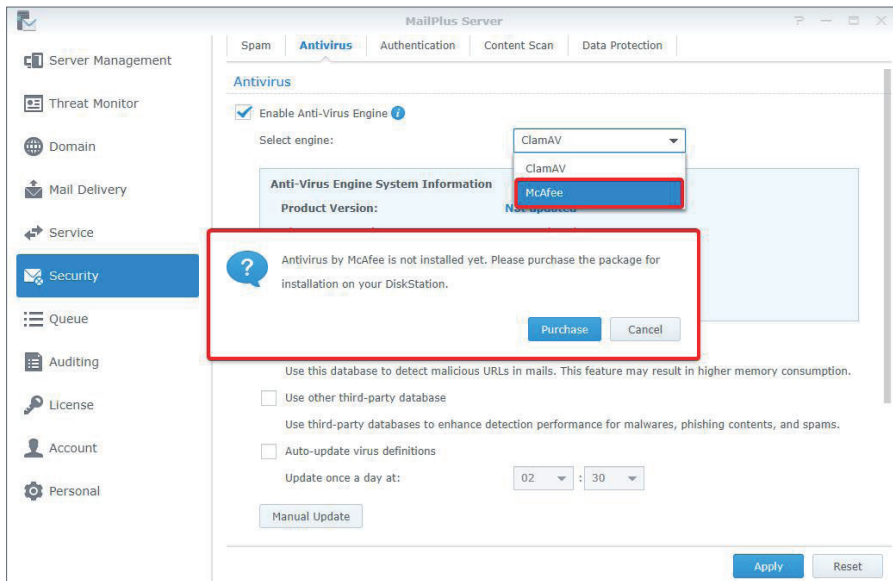 MailPlus Server
Server Management
Threat Monitor
Domain
Mail Delivery
Service
Security
Queue
Auditing
License
Account
Personal
Spam Antivirus Authentication Content Scan Data Protection
Antivirus
Enable Anti-Virus Engine
Select engine: ClamAV
ClamAV
McAfee
Anti-Virus Engine System Information
Product Version: Not updated
Antivirus by McAfee is not installed yet. Please purchase the package for
installation on your DiskStation.
Purchase Cancel
Use this database to detect malicious URLs in mails. This feature may result in higher memory consumption.
Use other third-party database
Use third-party databases to enhance detection performance for malwares, phishing contents, and spams.
Auto-update virus definitions
Update once a day at: 02 : 30
Manual Update
Apply Reset